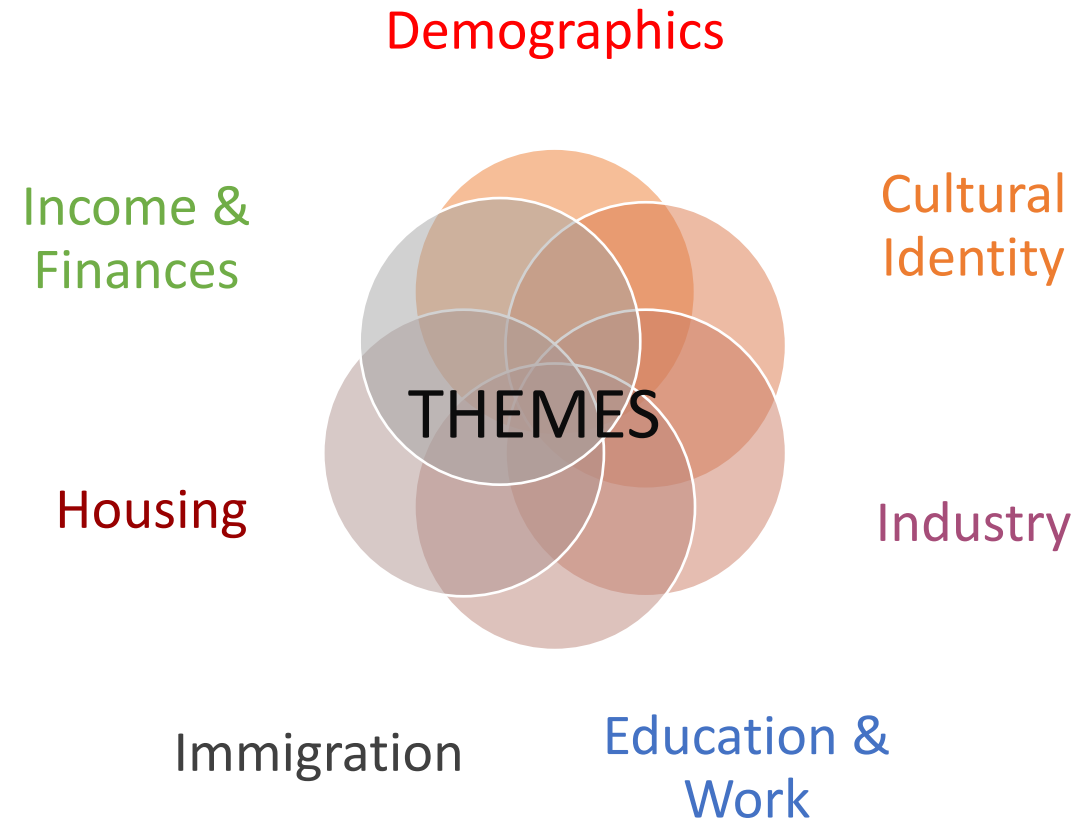 Demographics
Income &
Finances
Cultural
Identity
THEMES
Housing
Industry
Immigration
Education &
Work